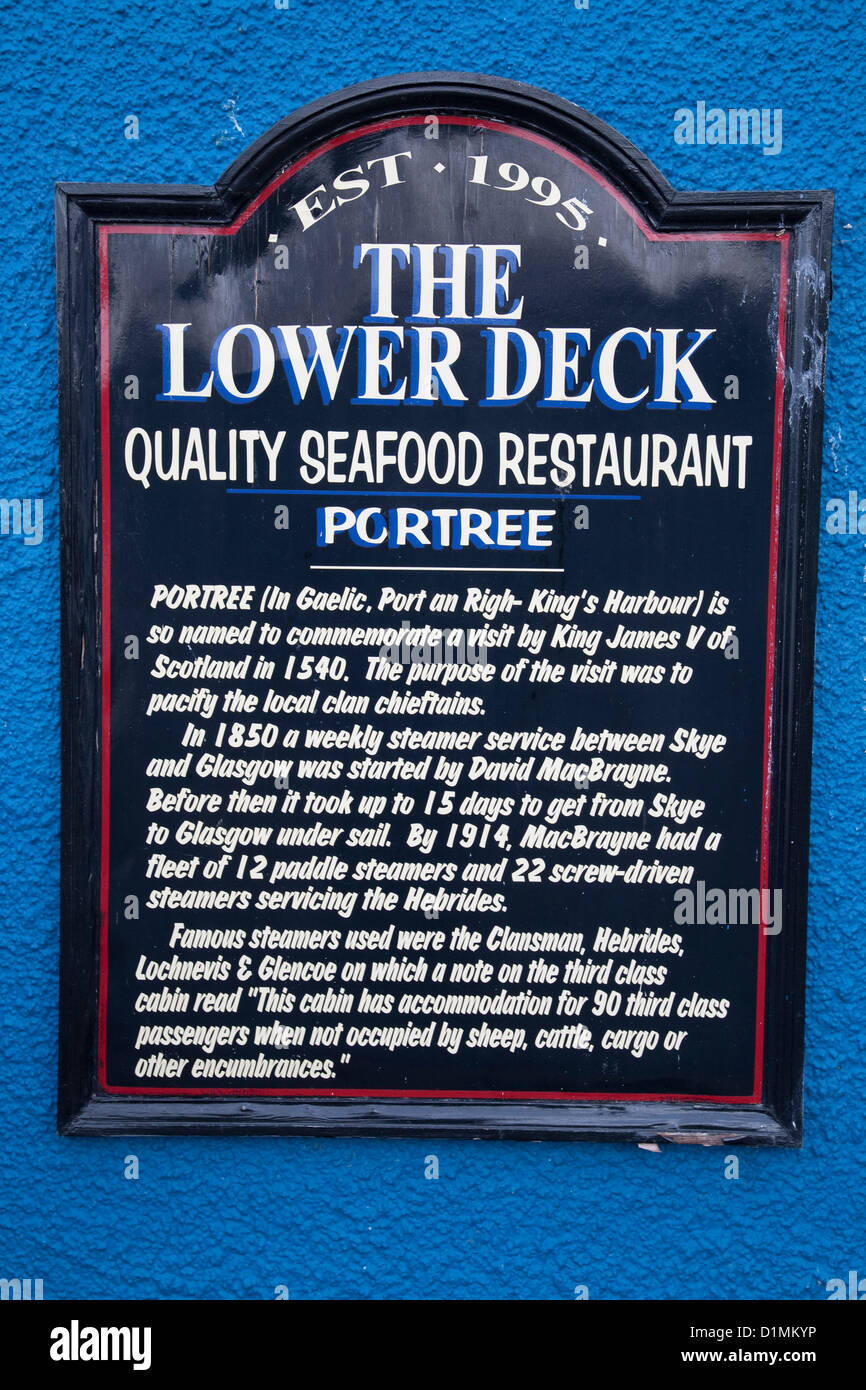 EST · 1995
THE
LOWER DECK
QUALITY SEAFOOD RESTAURANT
PORTREE
PORTREE (In Gaelic, Port an Righ- King's Harbour) is
so named to commemorate a visit by King James V of
Scotland in 1540. The purpose of the visit was to
pacify the local clan chieftains.
In 1850 a weekly steamer service between Skye
and Glasgow was started by David MacBrayne.
Before then it took up to 15 days to get from Skye
to Glasgow under sail. By 1914, MacBrayne had a
fleet of 12 paddle steamers and 22 screw-driven
steamers servicing the Hebrides.
Famous steamers used were the Clansman, Hebrides,
Lochnevis & Glencoe on which a note on the third class
cabin read "This cabin has accommodation for 90 third class
passengers when not occupied by sheep, cattle, cargo or
other encumbrances."
alamy
Image ID: D1MKYP
www.alamy.com